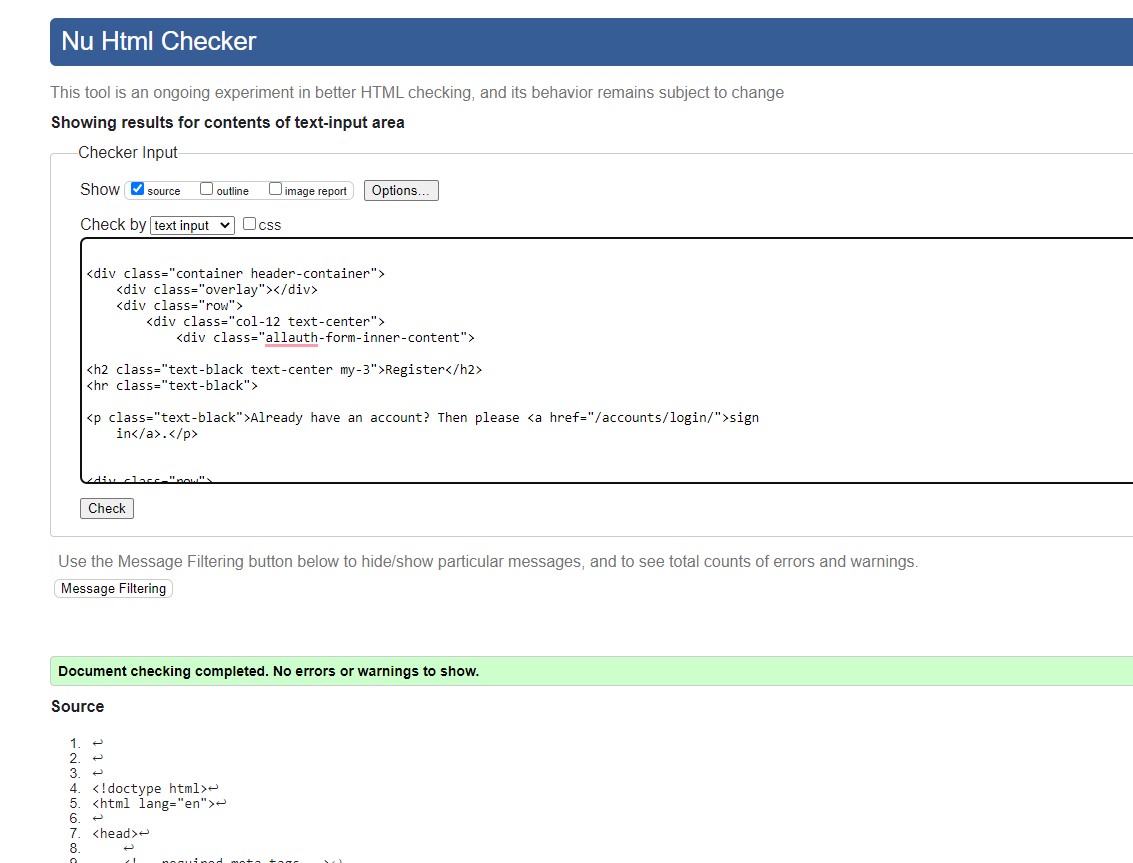 Nu Html Checker
This tool is an ongoing experiment in better HTML checking, and its behavior remains subject to change
Showing results for contents of text-input area
Checker Input
Show source outline image report Options...
Check by text input css
<div class="container header-container">
<div class="overlay"></div>
<div class="row">
<div class="col-12 text-center">
<div class="allauth-form-inner-content">
<h2 class="text-black text-center my-3">Register</h2>
<hr class="text-black">
<p class="text-black">Already have an account? Then please <a href="/accounts/login/">sign
in</a>.</p>
<div class="row">
Check
Use the Message Filtering button below to hide/show particular messages, and to see total counts of errors and warnings.
Message Filtering
Document checking completed. No errors or warnings to show.
Source
1. ↩
2. ↩
3. ↩
4. <!doctype html>↩
5. <html lang="en">↩
6. ↩
7. <head>↩
8. ↩
9. <!-- required meta tags -->↩